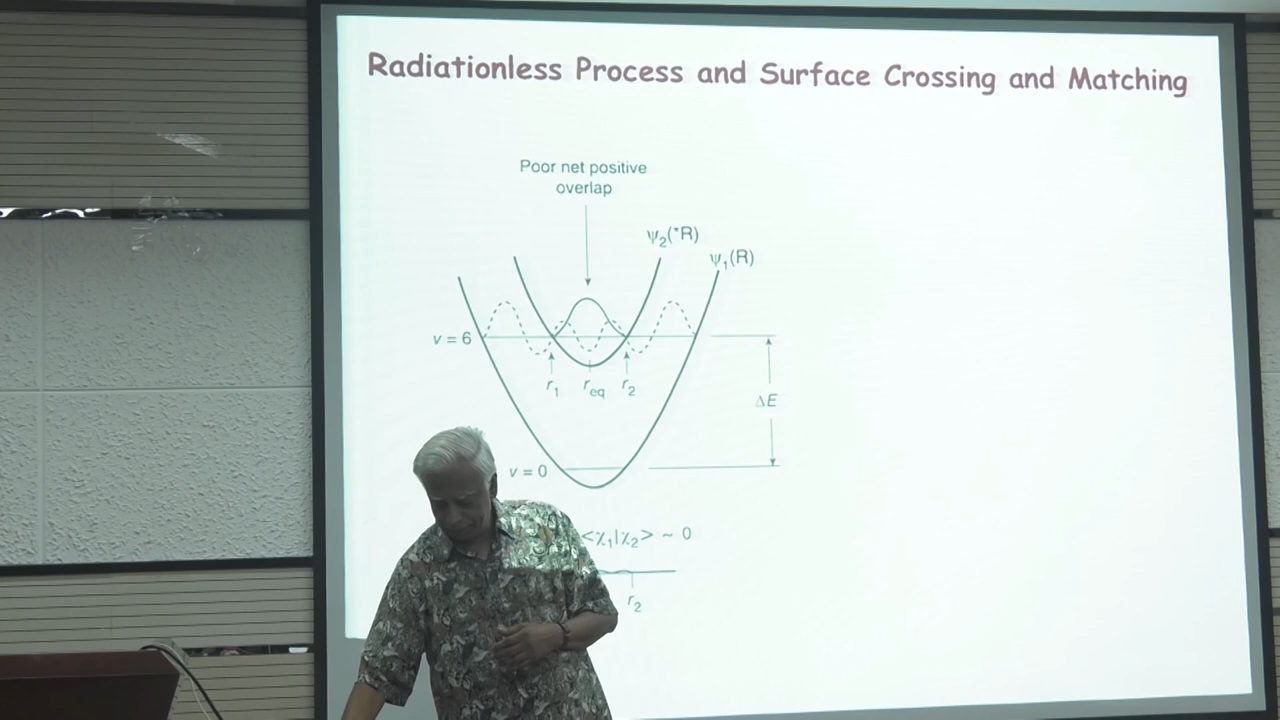 Radiationless Process and Surface Crossing and Matching
Poor net positive
overlap
ψ₂(*R)
ψ₁(R)
v = 6
r₁ r_eq r₂
ΔE
v = 0
<χ₁|χ₂> ~ 0
r₂